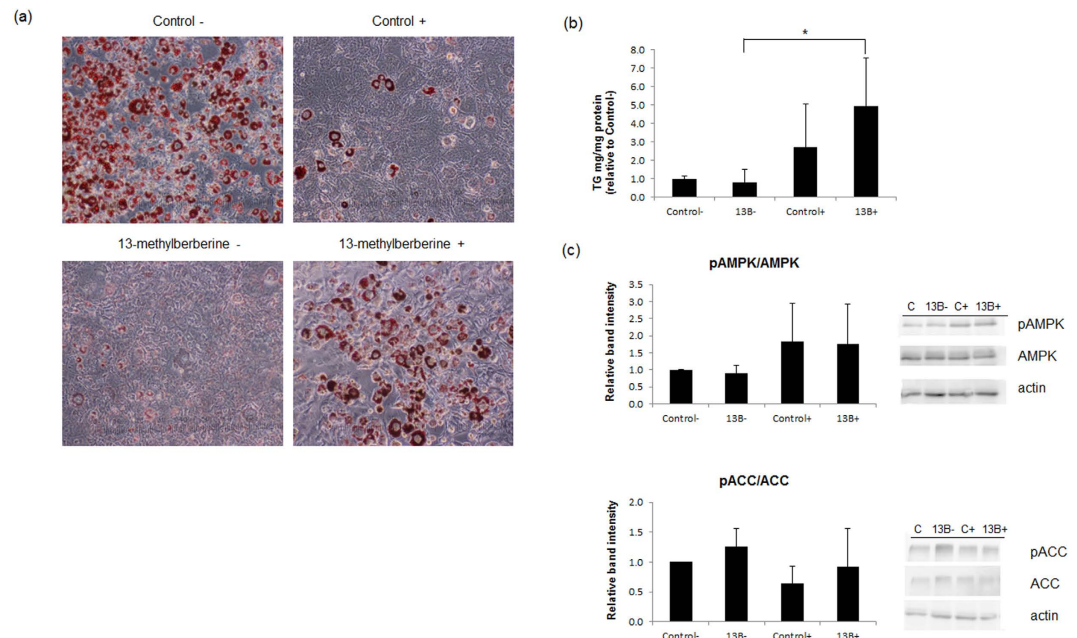 (a)
Control -
Control +
13-methylberberine -
13-methylberberine +
(b)
*
TG mg/mg protein
(relative to Control-)
8.0
7.0
6.0
5.0
4.0
3.0
2.0
1.0
0.0
Control-
13B-
Control+
13B+
(c)
pAMPK/AMPK
Relative band intensity
3.5
3.0
2.5
2.0
1.5
1.0
0.5
0.0
Control-
13B-
Control+
13B+
C 13B- C+ 13B+
pAMPK
AMPK
actin
pACC/ACC
Relative band intensity
2.0
1.5
1.0
0.5
0.0
Control-
13B-
Control+
13B+
C 13B- C+ 13B+
pACC
ACC
actin